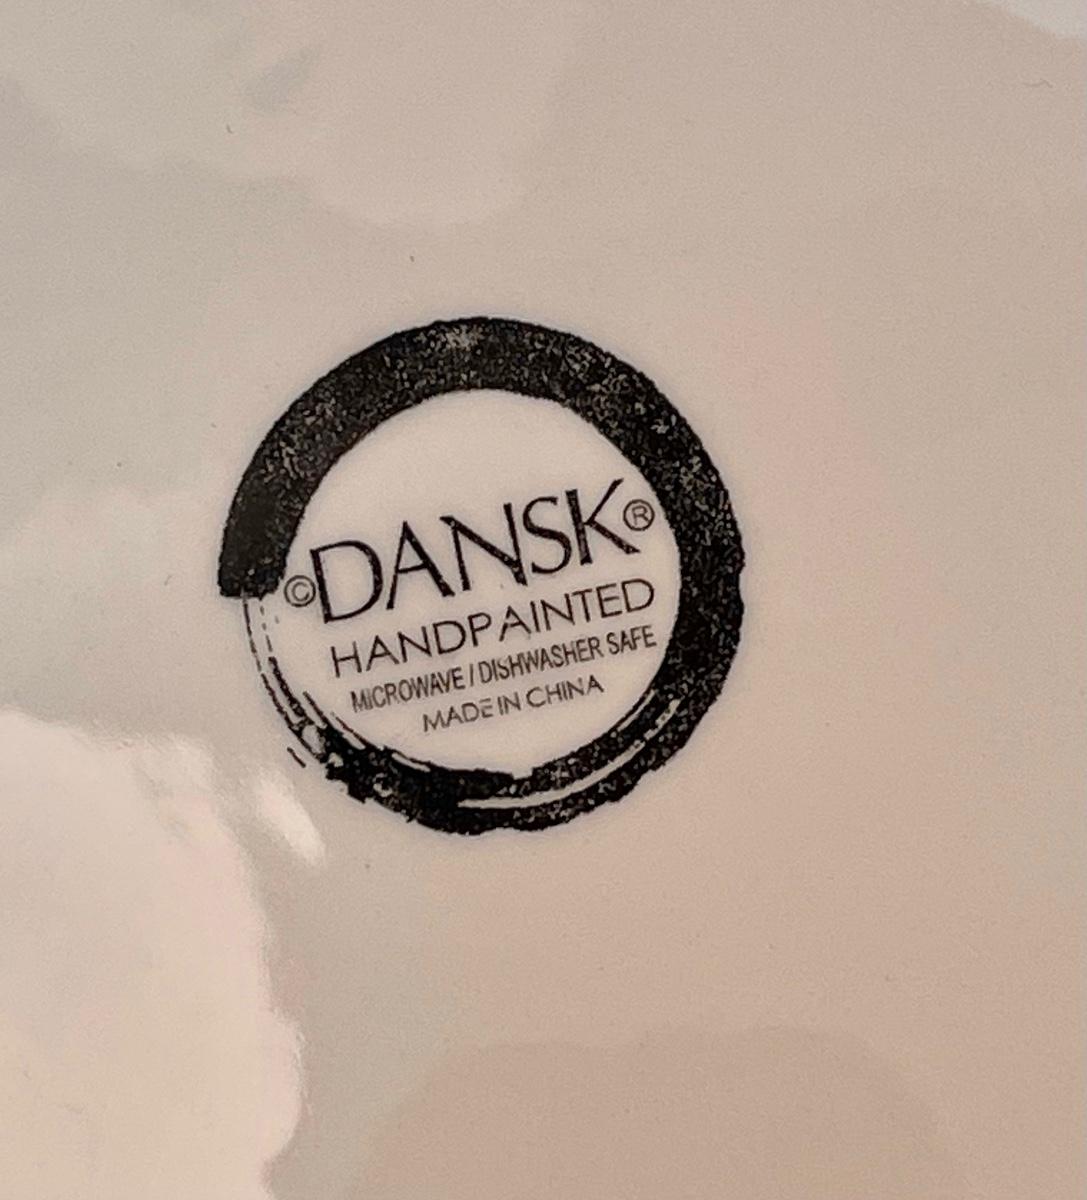 ©DANSK®
HANDPAINTED
MICROWAVE / DISHWASHER SAFE
MADE IN CHINA